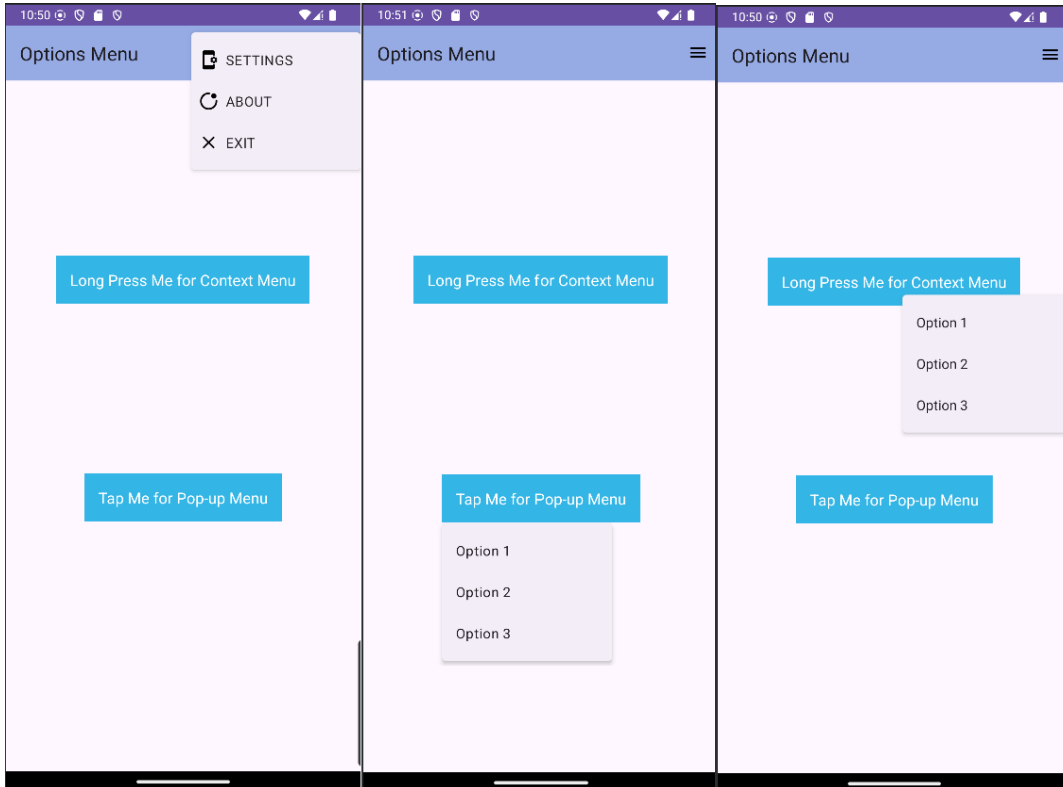 10:50
Options Menu
SETTINGS
ABOUT
EXIT
Long Press Me for Context Menu
Tap Me for Pop-up Menu
10:51
Options Menu
Long Press Me for Context Menu
Tap Me for Pop-up Menu
Option 1
Option 2
Option 3
10:50
Options Menu
Long Press Me for Context Menu
Option 1
Option 2
Option 3
Tap Me for Pop-up Menu